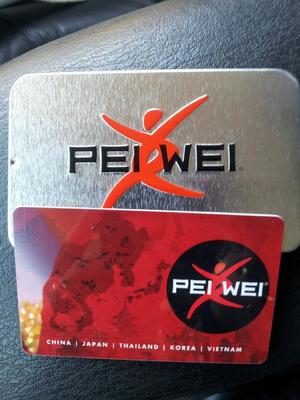 PEI WEI
PEI WEI
CHINA | JAPAN | THAILAND | KOREA | VIETNAM